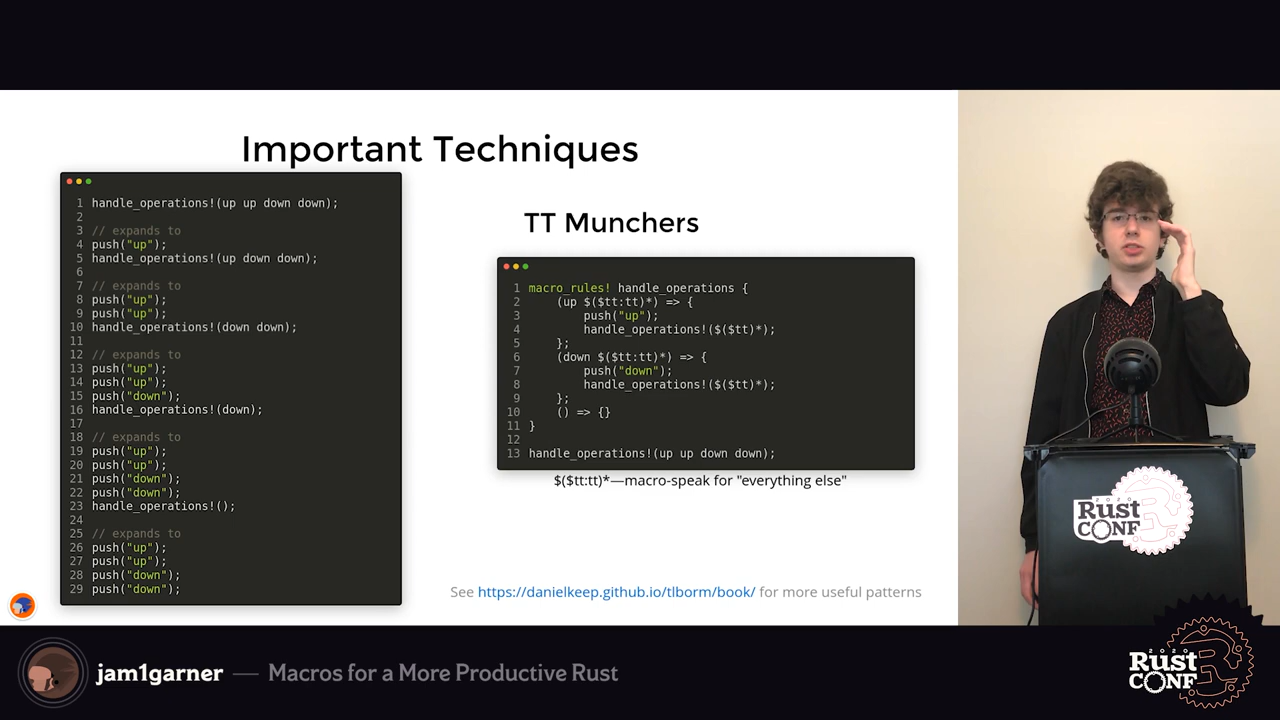 Important Techniques
1 handle_operations!(up up down down);
2
3 // expands to
4 push("up");
5 handle_operations!(up down down);
6
7 // expands to
8 push("up");
9 push("up");
10 handle_operations!(down down);
11
12 // expands to
13 push("up");
14 push("up");
15 push("down");
16 handle_operations!(down);
17
18 // expands to
19 push("up");
20 push("up");
21 push("down");
22 push("down");
23 handle_operations!();
24
25 // expands to
26 push("up");
27 push("up");
28 push("down");
29 push("down");
TT Munchers
1 macro_rules! handle_operations {
2     (up $($tt:tt)*) => {
3         push("up");
4         handle_operations!($($tt)*);
5     };
6     (down $($tt:tt)*) => {
7         push("down");
8         handle_operations!($($tt)*);
9     };
10     () => {}
11 }
12
13 handle_operations!(up up down down);
$($tt:tt)*—macro-speak for "everything else"
See https://danielkeep.github.io/tlborm/book/ for more useful patterns
2020
Rust
CONF
jam1garner — Macros for a More Productive Rust
2020
Rust
CONF